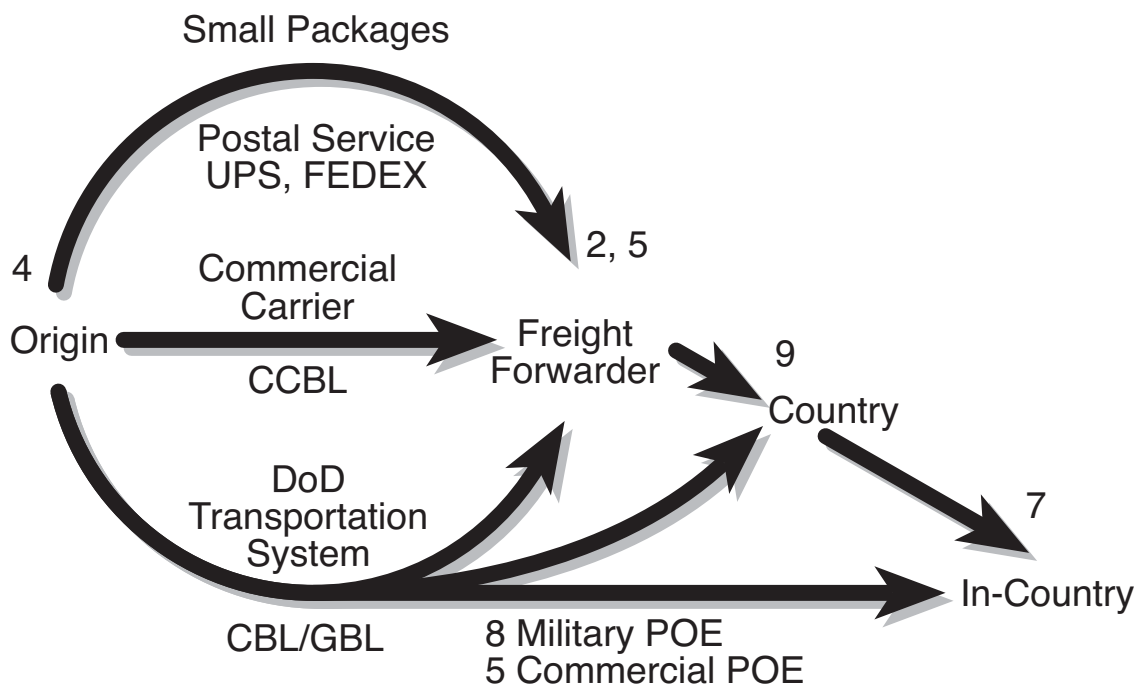 Small Packages
Postal Service
UPS, FEDEX
2, 5
4
Commercial
Carrier
Origin
Freight
Forwarder
CCBL
9
Country
DoD
Transportation
System
7
In-Country
CBL/GBL
8 Military POE
5 Commercial POE